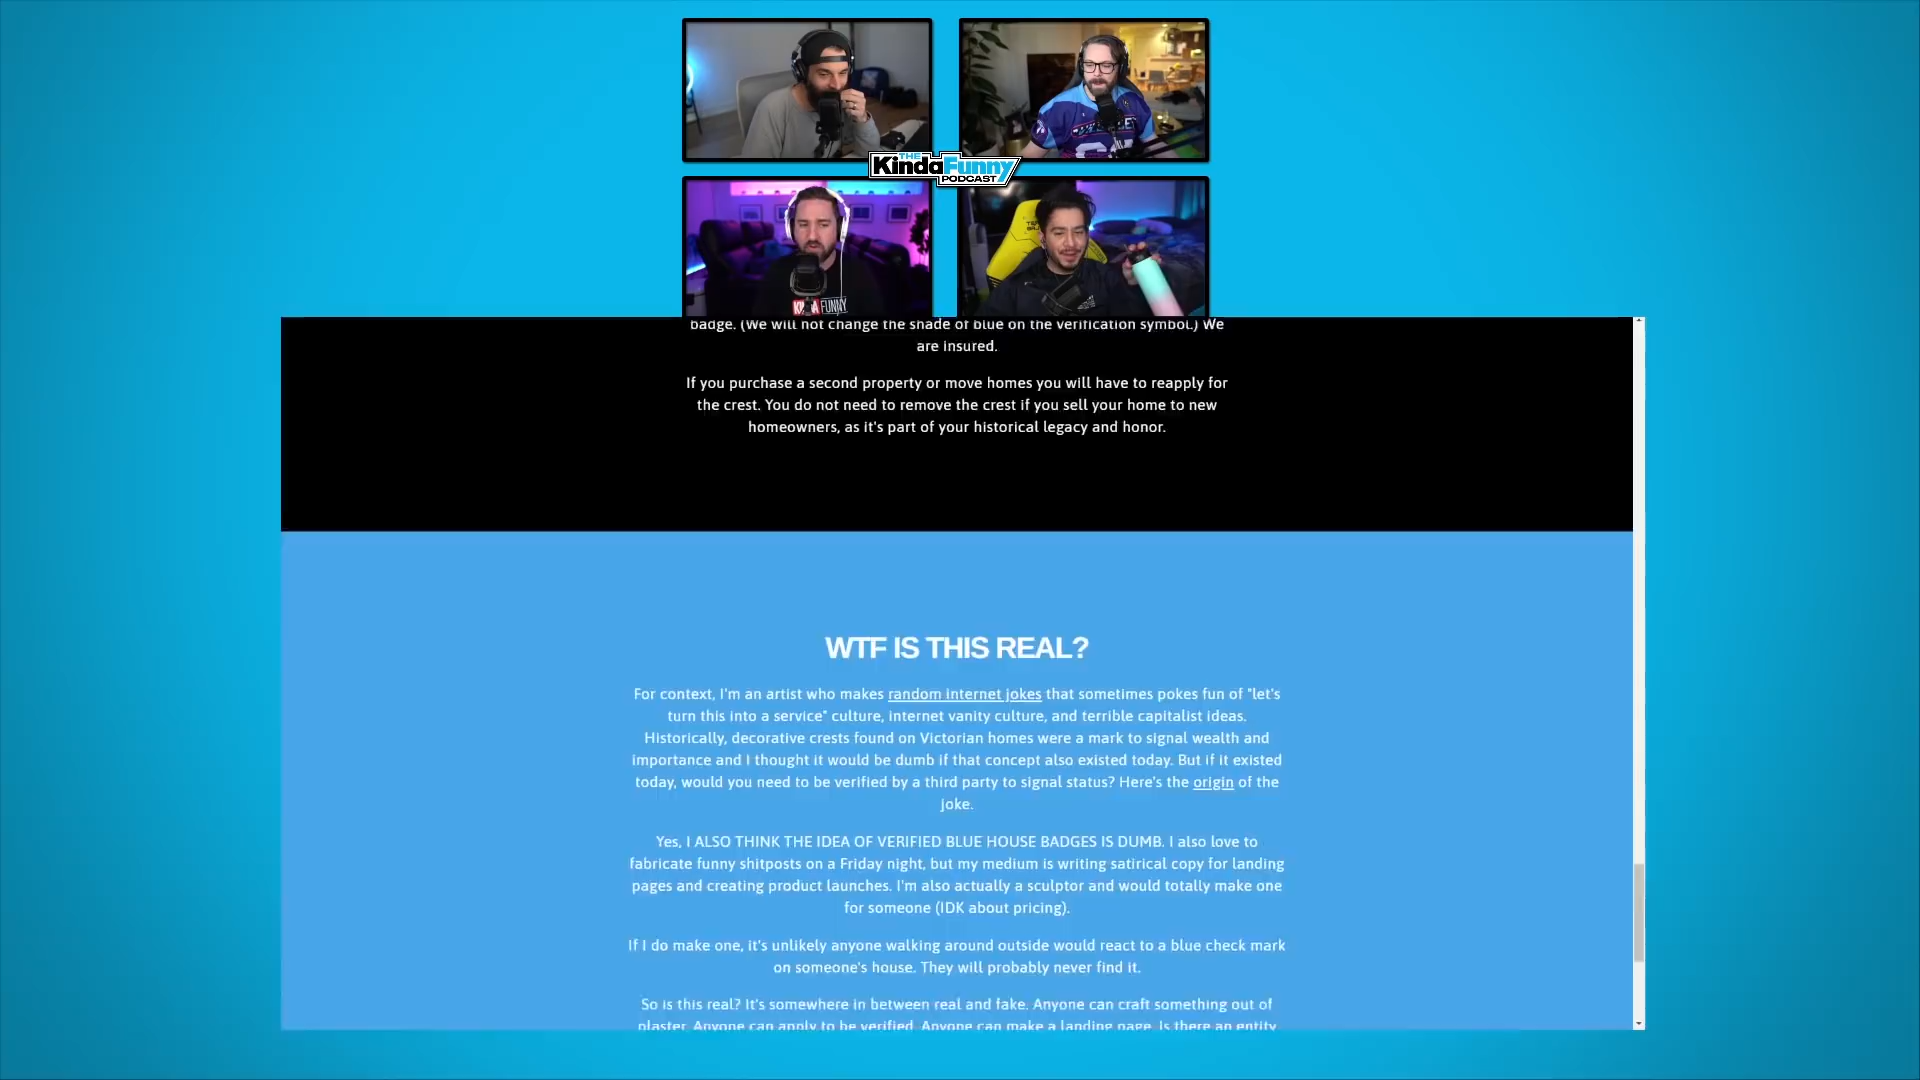 THE
KindaFunny
PODCAST
KINDA FUNNY
badge. (We will not change the shade of blue on the verification symbol.) We
are insured.
If you purchase a second property or move homes you will have to reapply for
the crest. You do not need to remove the crest if you sell your home to new
homeowners, as it's part of your historical legacy and honor.
WTF IS THIS REAL?
For context, I'm an artist who makes random internet jokes that sometimes pokes fun of "let's
turn this into a service" culture, internet vanity culture, and terrible capitalist ideas.
Historically, decorative crests found on Victorian homes were a mark to signal wealth and
importance and I thought it would be dumb if that concept also existed today. But if it existed
today, would you need to be verified by a third party to signal status? Here's the origin of the
joke.
Yes, I ALSO THINK THE IDEA OF VERIFIED BLUE HOUSE BADGES IS DUMB. I also love to
fabricate funny shitposts on a Friday night, but my medium is writing satirical copy for landing
pages and creating product launches. I'm also actually a sculptor and would totally make one
for someone (IDK about pricing).
If I do make one, it's unlikely anyone walking around outside would react to a blue check mark
on someone's house. They will probably never find it.
So is this real? It's somewhere in between real and fake. Anyone can craft something out of
plaster. Anyone can apply to be verified. Anyone can make a landing page. Is there an entity